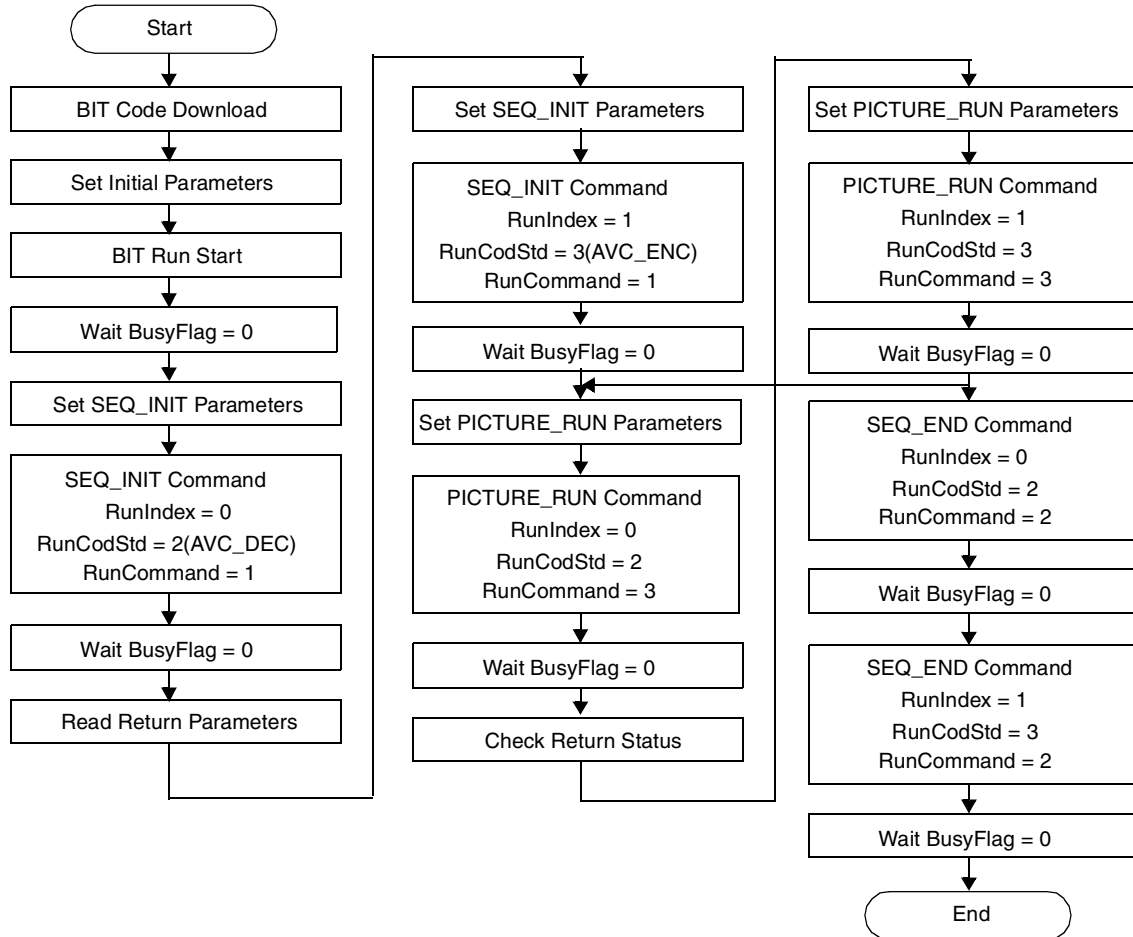 Start
BIT Code Download
Set Initial Parameters
BIT Run Start
Wait BusyFlag = 0
Set SEQ_INIT Parameters
SEQ_INIT Command
RunIndex = 0
RunCodStd = 2(AVC_DEC)
RunCommand = 1
Wait BusyFlag = 0
Read Return Parameters
Set SEQ_INIT Parameters
SEQ_INIT Command
RunIndex = 1
RunCodStd = 3(AVC_ENC)
RunCommand = 1
Wait BusyFlag = 0
Set PICTURE_RUN Parameters
PICTURE_RUN Command
RunIndex = 0
RunCodStd = 2
RunCommand = 3
Wait BusyFlag = 0
Check Return Status
Set PICTURE_RUN Parameters
PICTURE_RUN Command
RunIndex = 1
RunCodStd = 3
RunCommand = 3
Wait BusyFlag = 0
SEQ_END Command
RunIndex = 0
RunCodStd = 2
RunCommand = 2
Wait BusyFlag = 0
SEQ_END Command
RunIndex = 1
RunCodStd = 3
RunCommand = 2
Wait BusyFlag = 0
End